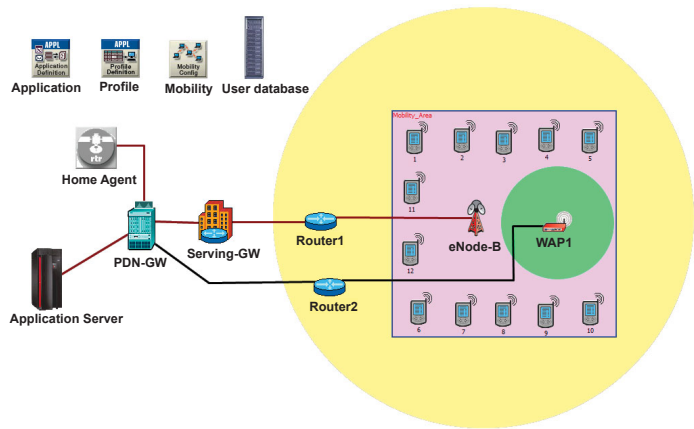 APPL
Application
Definition
APPL
Profile
Definition
Mobility
Config
Application
Profile
Mobility
User database
Mobility_Area
1
2
3
4
5
rtr
Home Agent
11
PDN-GW
Serving-GW
Router1
eNode-B
WAP1
12
Router2
Application Server
6
7
8
9
10